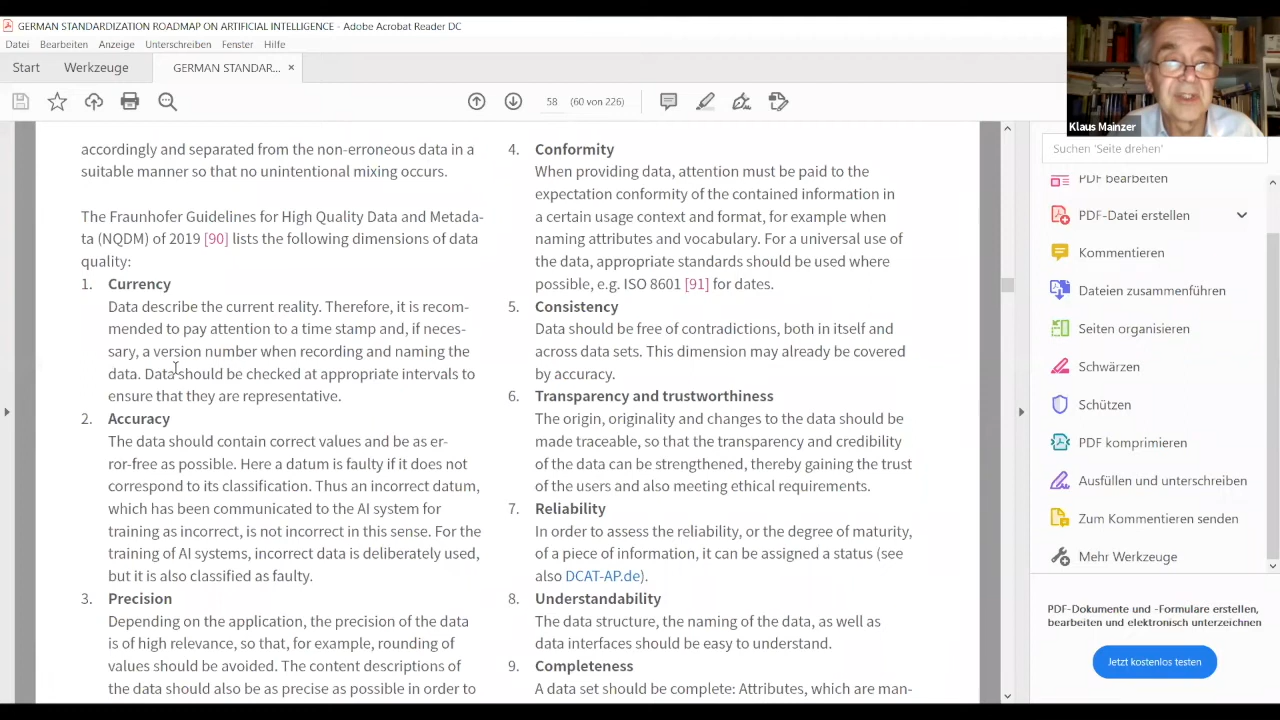 GERMAN STANDARDIZATION ROADMAP ON ARTIFICIAL INTELLIGENCE - Adobe Acrobat Reader DC
Datei Bearbeiten Anzeige Unterschreiben Fenster Hilfe
Start Werkzeuge GERMAN STANDAR... ×
58 (60 von 226)
accordingly and separated from the non-erroneous data in a
suitable manner so that no unintentional mixing occurs.
The Fraunhofer Guidelines for High Quality Data and Metada-
ta (NQDM) of 2019 [90] lists the following dimensions of data
quality:
1. Currency
Data describe the current reality. Therefore, it is recom-
mended to pay attention to a time stamp and, if neces-
sary, a version number when recording and naming the
data. Data should be checked at appropriate intervals to
ensure that they are representative.
2. Accuracy
The data should contain correct values and be as er-
ror-free as possible. Here a datum is faulty if it does not
correspond to its classification. Thus an incorrect datum,
which has been communicated to the AI system for
training as incorrect, is not incorrect in this sense. For the
training of AI systems, incorrect data is deliberately used,
but it is also classified as faulty.
3. Precision
Depending on the application, the precision of the data
is of high relevance, so that, for example, rounding of
values should be avoided. The content descriptions of
the data should also be as precise as possible in order to
4. Conformity
When providing data, attention must be paid to the
expectation conformity of the contained information in
a certain usage context and format, for example when
naming attributes and vocabulary. For a universal use of
the data, appropriate standards should be used where
possible, e.g. ISO 8601 [91] for dates.
5. Consistency
Data should be free of contradictions, both in itself and
across data sets. This dimension may already be covered
by accuracy.
6. Transparency and trustworthiness
The origin, originality and changes to the data should be
made traceable, so that the transparency and credibility
of the data can be strengthened, thereby gaining the trust
of the users and also meeting ethical requirements.
7. Reliability
In order to assess the reliability, or the degree of maturity,
of a piece of information, it can be assigned a status (see
also DCAT-AP.de).
8. Understandability
The data structure, the naming of the data, as well as
data interfaces should be easy to understand.
9. Completeness
A data set should be complete: Attributes, which are man-
Klaus Mainzer
Suchen 'Seite drehen'
PDF bearbeiten
PDF-Datei erstellen
Kommentieren
Dateien zusammenführen
Seiten organisieren
Schwärzen
Schützen
PDF komprimieren
Ausfüllen und unterschreiben
Zum Kommentieren senden
Mehr Werkzeuge
PDF-Dokumente und -Formulare erstellen,
bearbeiten und elektronisch unterzeichnen
Jetzt kostenlos testen